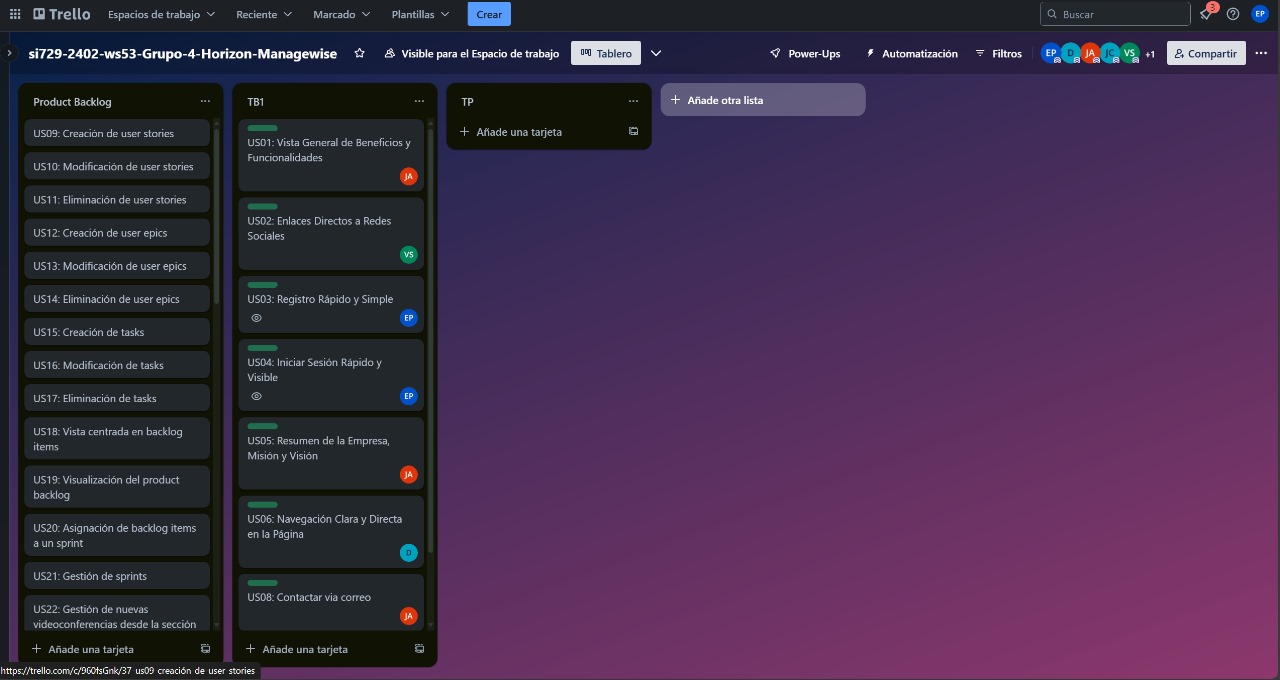 Trello
Espacios de trabajo
Reciente
Marcado
Plantillas
Crear
Buscar
3
EP
si729-2402-ws53-Grupo-4-Horizon-Managewise
Visible para el Espacio de trabajo
Tablero
Power-Ups
Automatización
Filtros
EP
D
JA
JC
VS
+1
Compartir
Product Backlog
US09: Creación de user stories
US10: Modificación de user stories
US11: Eliminación de user stories
US12: Creación de user epics
US13: Modificación de user epics
US14: Eliminación de user epics
US15: Creación de tasks
US16: Modificación de tasks
US17: Eliminación de tasks
US18: Vista centrada en backlog
items
US19: Visualización del product
backlog
US20: Asignación de backlog items
a un sprint
US21: Gestión de sprints
US22: Gestión de nuevas
videoconferencias desde la sección
Añade una tarjeta
TB1
US01: Vista General de Beneficios y
Funcionalidades
JA
US02: Enlaces Directos a Redes
Sociales
VS
US03: Registro Rápido y Simple
EP
US04: Iniciar Sesión Rápido y
Visible
EP
US05: Resumen de la Empresa,
Misión y Visión
JA
US06: Navegación Clara y Directa
en la Página
D
US08: Contactar via correo
JA
Añade una tarjeta
TP
Añade una tarjeta
Añade otra lista
https://trello.com/c/960fsGnk/37-us09-creación-de-user-stories